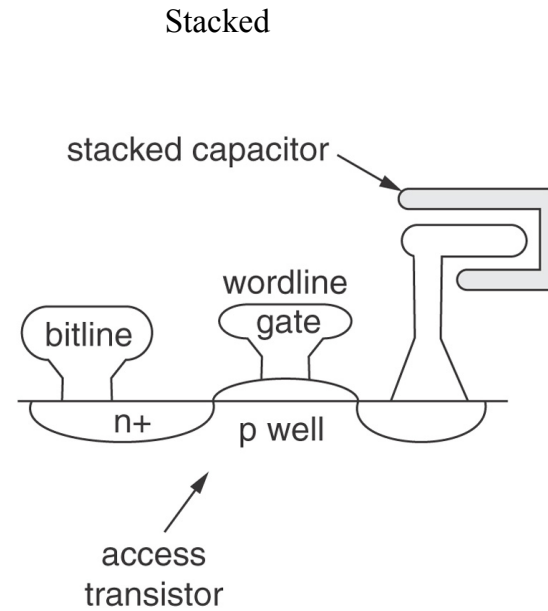 Stacked
stacked capacitor
wordline
gate
bitline
n+
p well
access
transistor